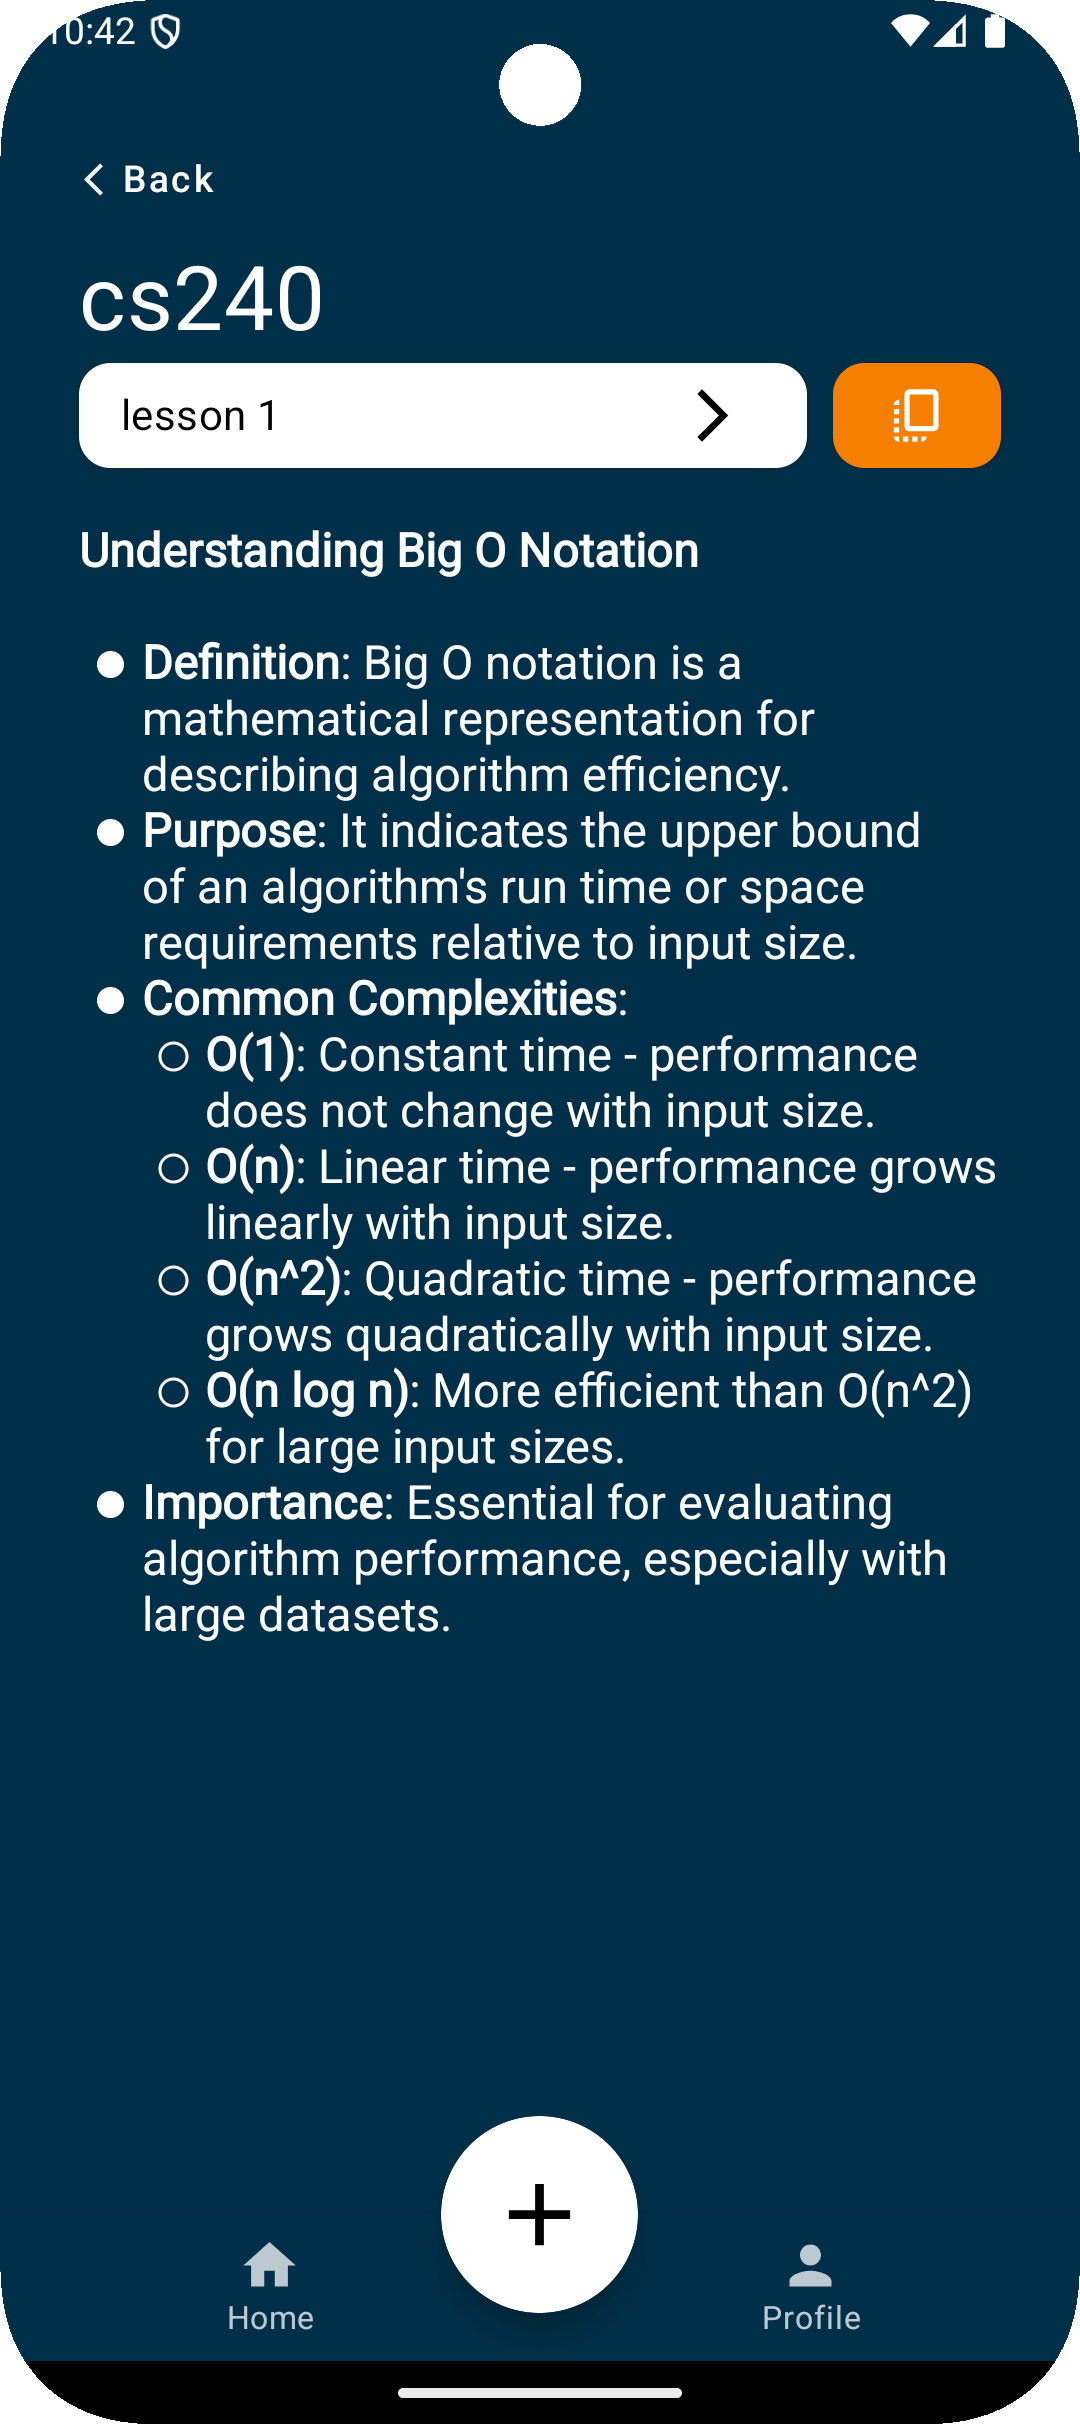 10:42
Back
cs240
lesson 1
Understanding Big O Notation
Definition: Big O notation is a
mathematical representation for
describing algorithm efficiency.
Purpose: It indicates the upper bound
of an algorithm's run time or space
requirements relative to input size.
Common Complexities:
O(1): Constant time - performance
does not change with input size.
O(n): Linear time - performance grows
linearly with input size.
O(n^2): Quadratic time - performance
grows quadratically with input size.
O(n log n): More efficient than O(n^2)
for large input sizes.
Importance: Essential for evaluating
algorithm performance, especially with
large datasets.
Home
Profile